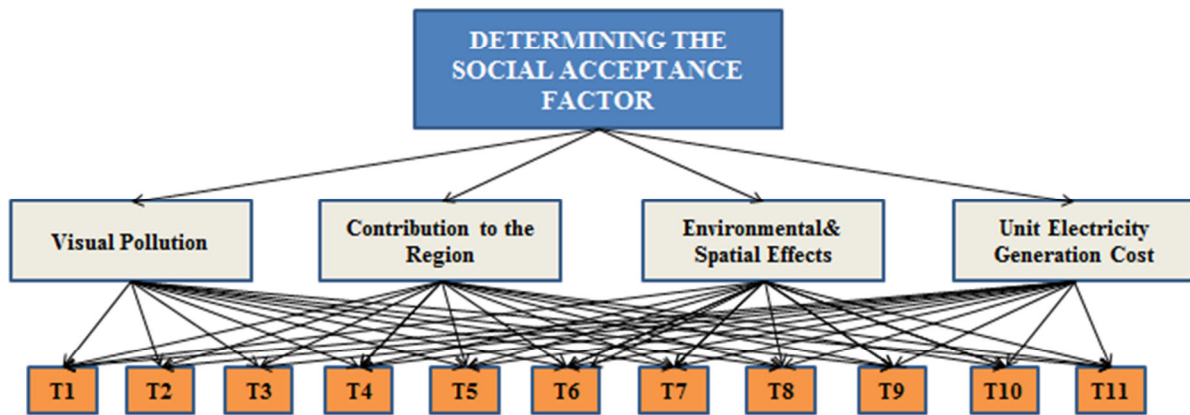 DETERMINING THE
SOCIAL ACCEPTANCE
FACTOR
Visual Pollution
Contribution to the
Region
Environmental&
Spatial Effects
Unit Electricity
Generation Cost
T1
T2
T3
T4
T5
T6
T7
T8
T9
T10
T11